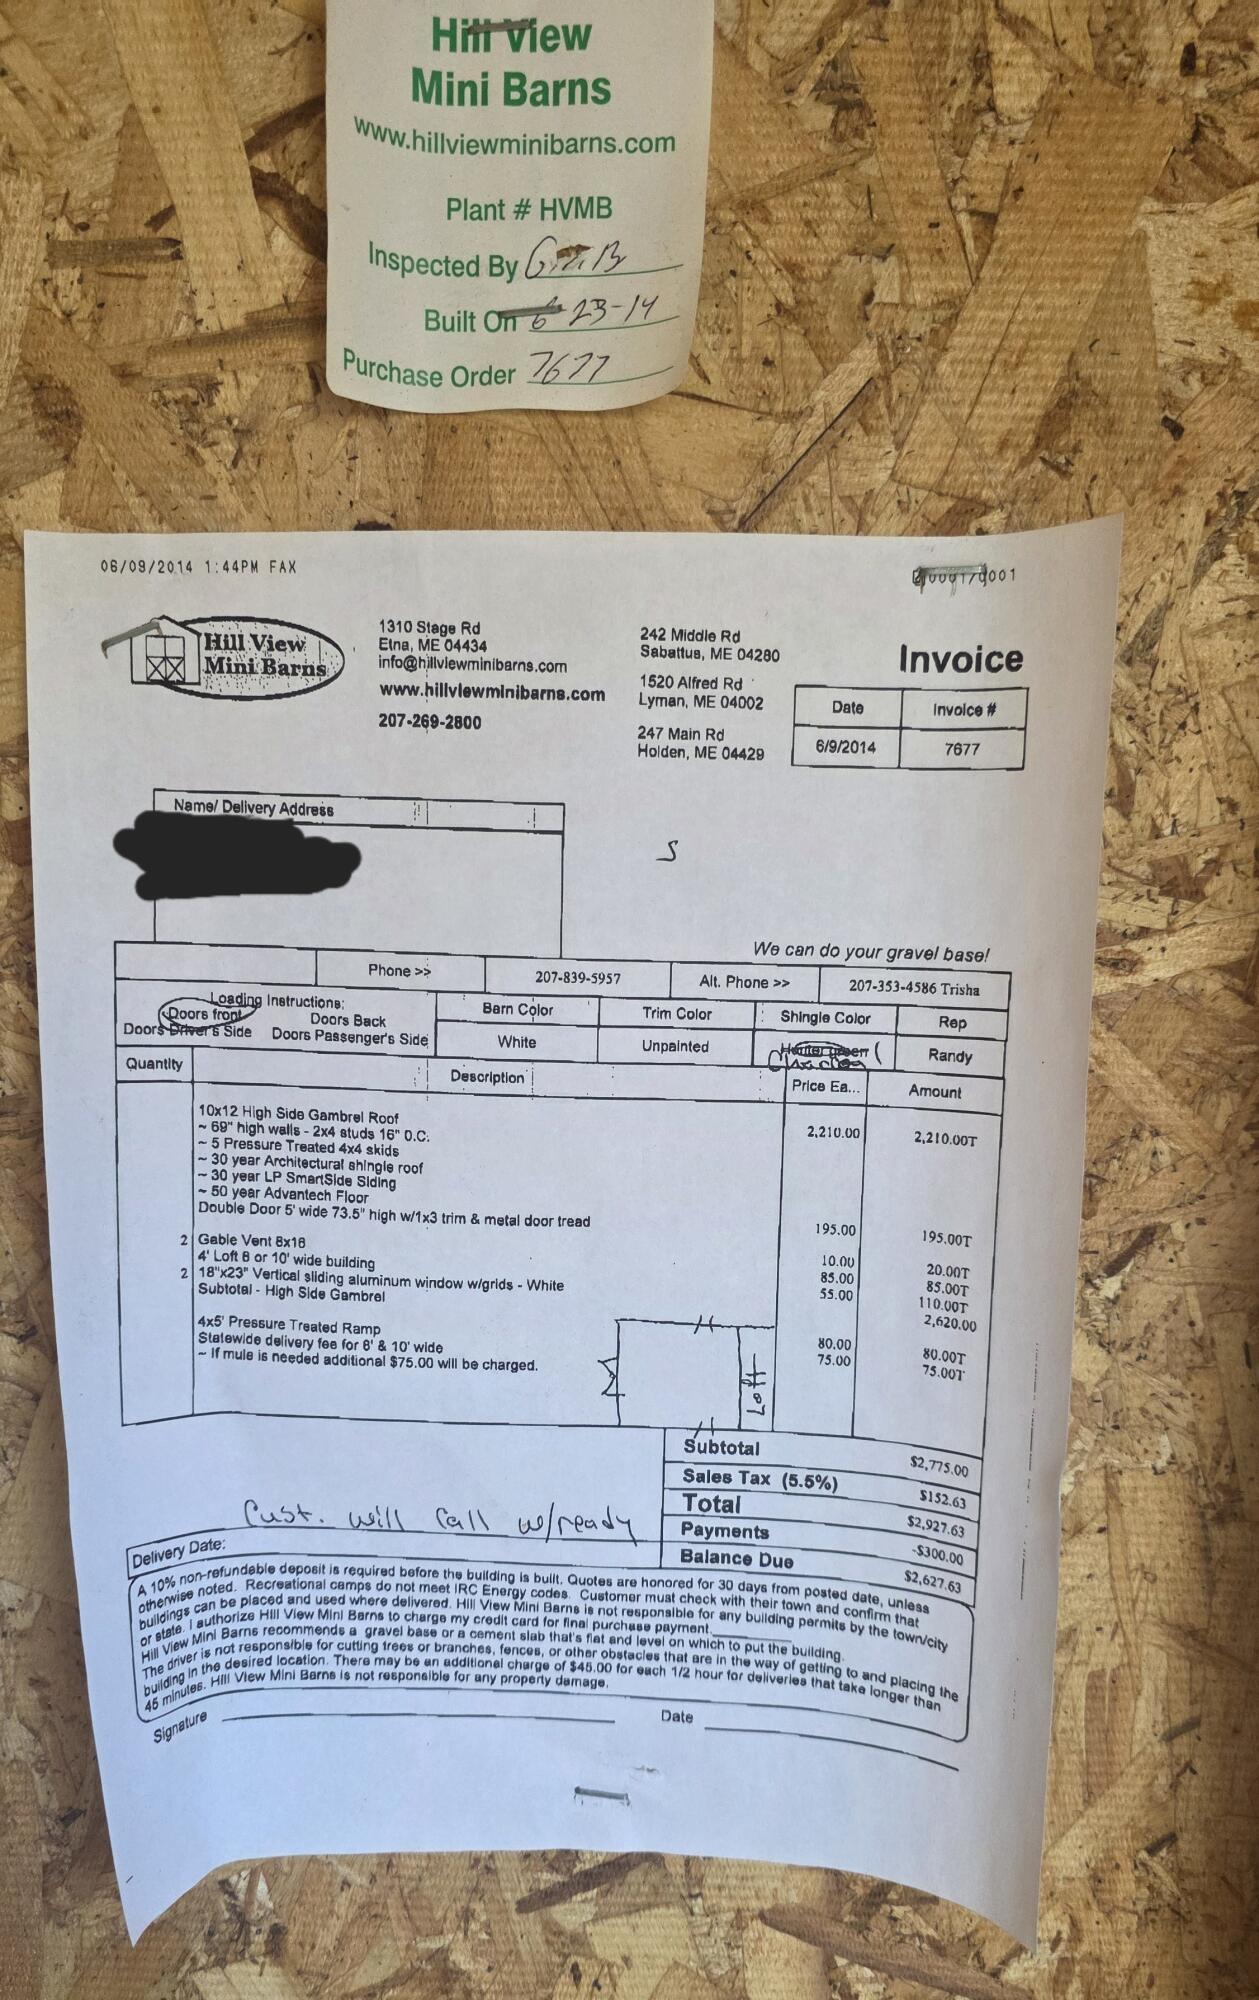 Hill View
Mini Barns
www.hillviewminibarns.com
Plant # HVMB
Inspected By
Built On 6-23-14
Purchase Order 7677
06/09/2014 1:44PM FAX
0001/0001
Hill View
Mini Barns
1310 Stage Rd
Etna, ME 04434
info@hillviewminibarns.com
www.hillviewminibarns.com
207-269-2800
242 Middle Rd
Sabattus, ME 04280
1520 Alfred Rd
Lyman, ME 04002
247 Main Rd
Holden, ME 04429
Invoice
Date Invoice #
6/9/2014 7677
Name/ Delivery Address
S
We can do your gravel base!
Phone >> 207-839-5957 Alt. Phone >> 207-353-4586 Trisha
Loading Instructions:
Doors front Doors Back
Doors Driver's Side Doors Passenger's Side
Barn Color Trim Color Shingle Color Rep
White Unpainted Hunter green Randy
Quantity Description Price Ea... Amount
10x12 High Side Gambrel Roof 2,210.00 2,210.00T
~ 69" high walls - 2x4 studs 16" O.C.
~ 5 Pressure Treated 4x4 skids
~ 30 year Architectural shingle roof
~ 30 year LP SmartSide Siding
~ 50 year Advantech Floor
Double Door 5' wide 73.5" high w/1x3 trim & metal door tread 195.00 195.00T
2 Gable Vent 8x16 10.00 20.00T
4' Loft 8 or 10' wide building 85.00 85.00T
2 18"x23" Vertical sliding aluminum window w/grids - White 55.00 110.00T
Subtotal - High Side Gambrel 2,620.00
4x5' Pressure Treated Ramp 80.00 80.00T
Statewide delivery fee for 8' & 10' wide 75.00 75.00T
~ If mule is needed additional $75.00 will be charged.
Loft
Subtotal $2,775.00
Sales Tax (5.5%) $152.63
Total $2,927.63
Payments -$300.00
Balance Due $2,627.63
Delivery Date: Cust. will call w/ready
A 10% non-refundable deposit is required before the building is built. Quotes are honored for 30 days from posted date, unless
otherwise noted. Recreational camps do not meet IRC Energy codes. Customer must check with their town and confirm that
buildings can be placed and used where delivered. Hill View Mini Barns is not responsible for any building permits by the town/city
or state. I authorize Hill View Mini Barns to charge my credit card for final purchase payment.
Hill View Mini Barns recommends a gravel base or a cement slab that's flat and level on which to put the building.
The driver is not responsible for cutting trees or branches, fences, or other obstacles that are in the way of getting to and placing the
building in the desired location. There may be an additional charge of $45.00 for each 1/2 hour for deliveries that take longer than
45 minutes. Hill View Mini Barns is not responsible for any property damage.
Signature Date